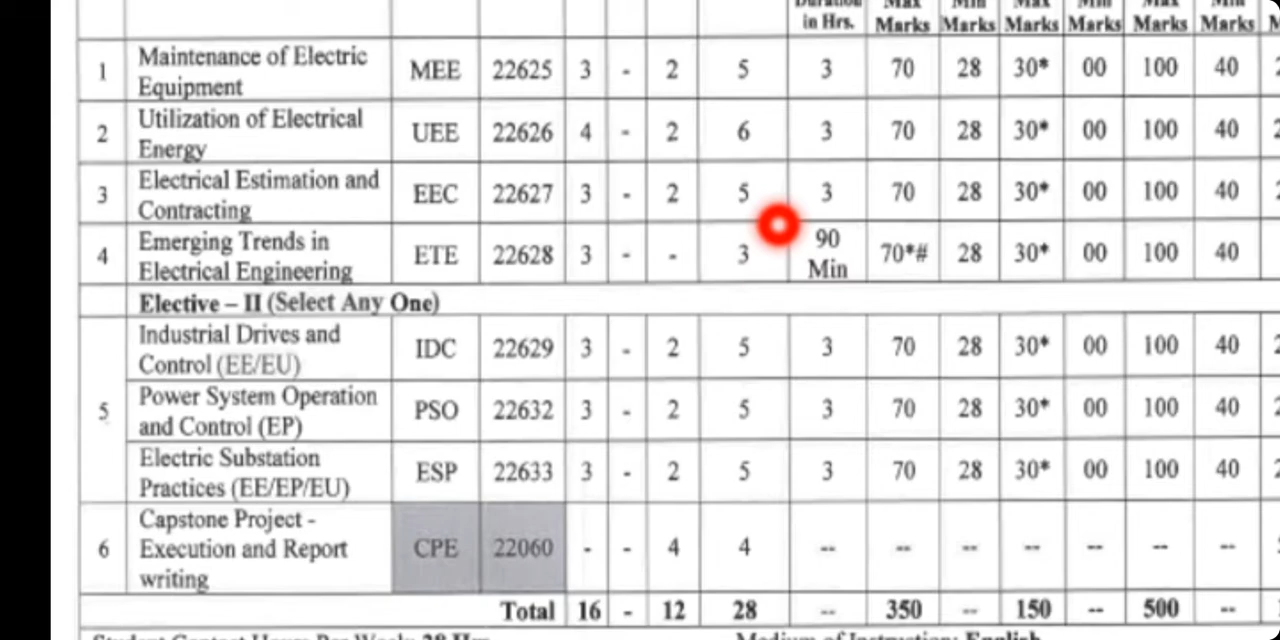 Duration Max Min Max Min Max Min
in Hrs. Marks Marks Marks Marks Marks Marks
1 Maintenance of Electric Equipment MEE 22625 3 - 2 5 3 70 28 30* 00 100 40
2 Utilization of Electrical Energy UEE 22626 4 - 2 6 3 70 28 30* 00 100 40
3 Electrical Estimation and Contracting EEC 22627 3 - 2 5 3 70 28 30* 00 100 40
4 Emerging Trends in Electrical Engineering ETE 22628 3 - - 3 90 Min 70*# 28 30* 00 100 40
Elective – II (Select Any One)
5 Industrial Drives and Control (EE/EU) IDC 22629 3 - 2 5 3 70 28 30* 00 100 40
Power System Operation and Control (EP) PSO 22632 3 - 2 5 3 70 28 30* 00 100 40
Electric Substation Practices (EE/EP/EU) ESP 22633 3 - 2 5 3 70 28 30* 00 100 40
6 Capstone Project - Execution and Report writing CPE 22060 - - 4 4 -- -- -- -- -- -- --
Total 16 - 12 28 -- 350 -- 150 -- 500 --
Student Contact Hours Per Week: 28 Hrs. Medium of Instruction: English